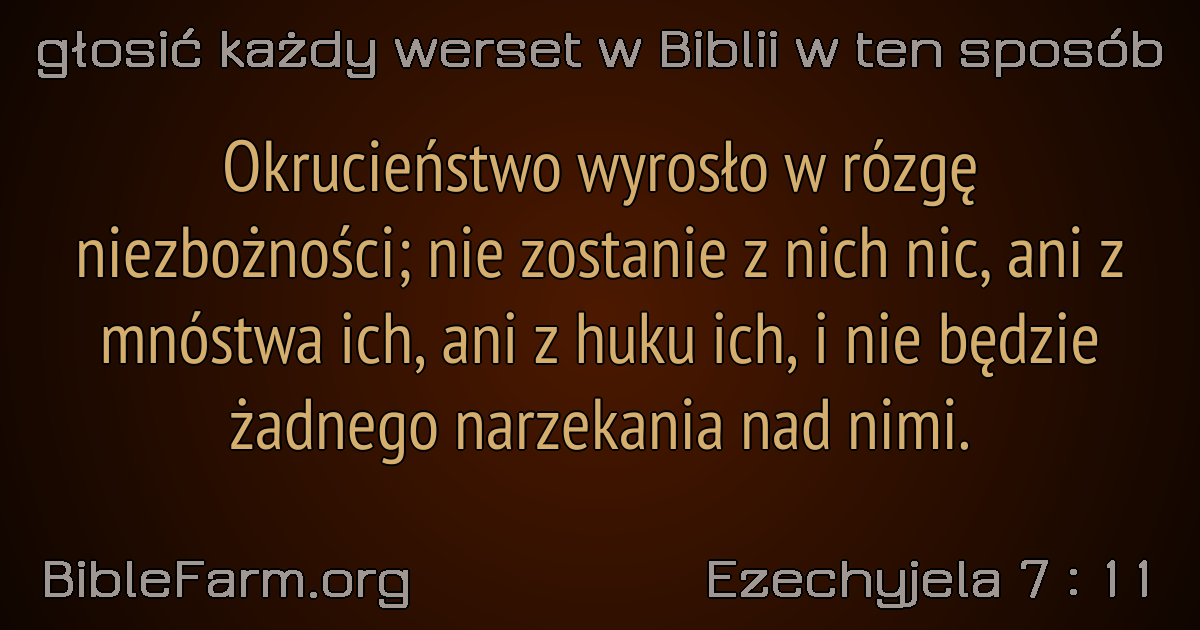 głosić każdy werset w Biblii w ten sposób
Okrucieństwo wyrosło w rózgę
niezbożności; nie zostanie z nich nic, ani z
mnóstwa ich, ani z huku ich, i nie będzie
żadnego narzekania nad nimi.
BibleFarm.org
Ezechyjela 7 : 11